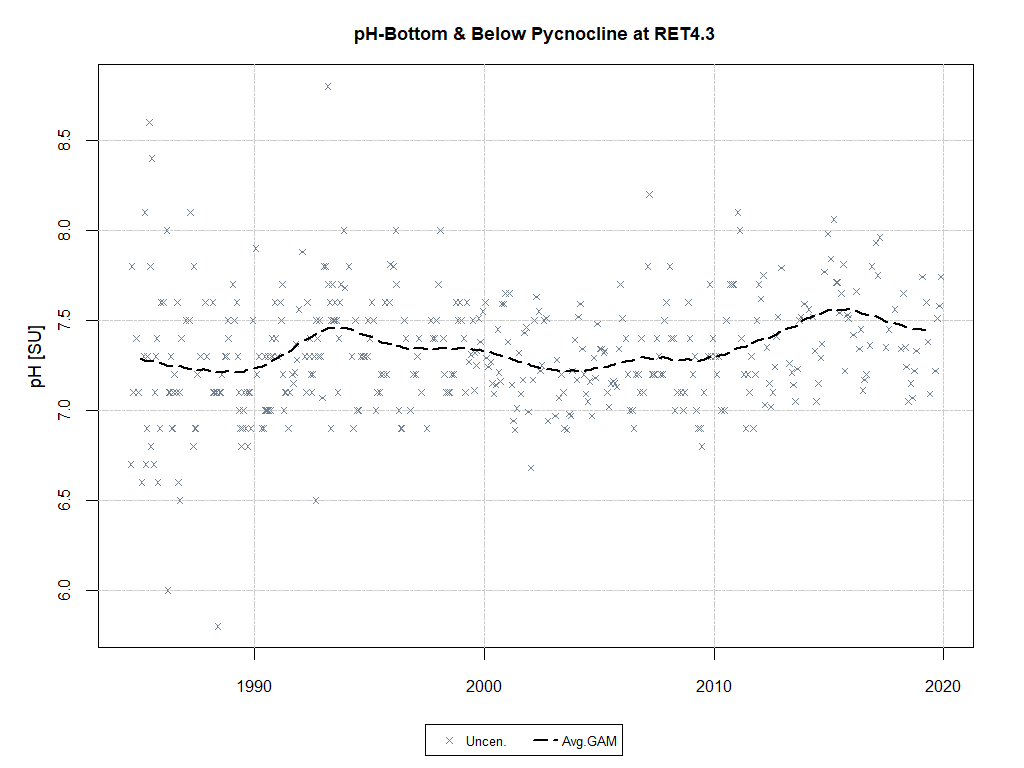 pH-Bottom & Below Pycnocline at RET4.3
pH [SU]
8.5
8.0
7.5
7.0
6.5
6.0
1990
2000
2010
2020
Uncen.
Avg.GAM